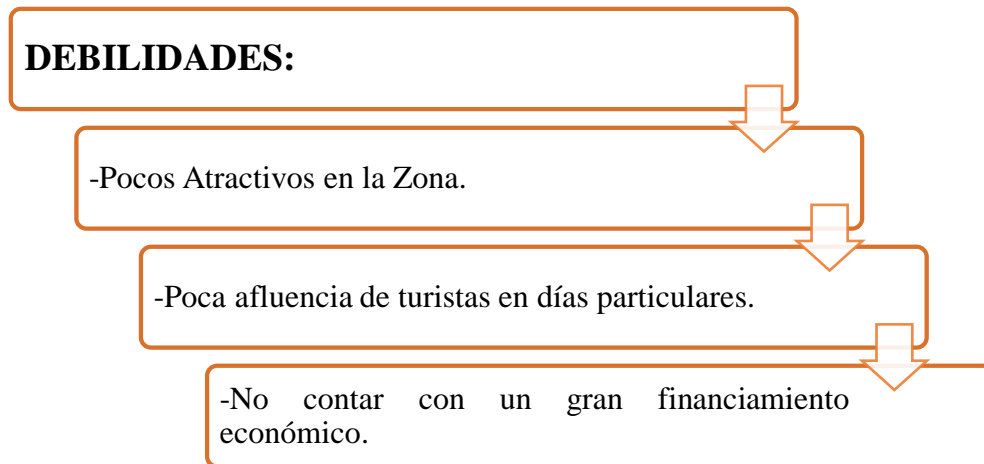 DEBILIDADES:
-Pocos Atractivos en la Zona.
-Poca afluencia de turistas en días particulares.
-No contar con un gran financiamiento
económico.